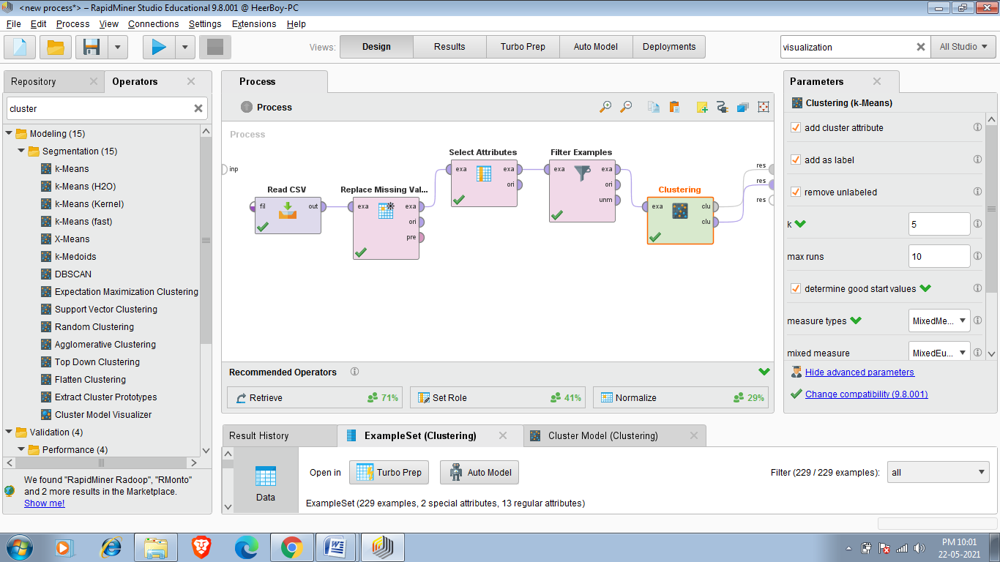 <new process*> – RapidMiner Studio Educational 9.8.001 @ HeerBoy-PC
File Edit Process View Connections Settings Extensions Help
Views: Design Results Turbo Prep Auto Model Deployments
visualization
All Studio
Repository
Operators
cluster
Modeling (15)
Segmentation (15)
k-Means
k-Means (H2O)
k-Means (Kernel)
k-Means (fast)
X-Means
k-Medoids
DBSCAN
Expectation Maximization Clustering
Support Vector Clustering
Random Clustering
Agglomerative Clustering
Top Down Clustering
Flatten Clustering
Extract Cluster Prototypes
Cluster Model Visualizer
Validation (4)
Performance (4)
We found "RapidMiner Radoop", "RMonto"
and 2 more results in the Marketplace.
Show me!
Process
Process
Process
inp
Read CSV
fil out
Replace Missing Val...
exa exa
ori
pre
Select Attributes
exa exa
ori
Filter Examples
exa exa
ori
unm
Clustering
exa clu
clu
res
res
res
Recommended Operators
Retrieve 71%
Set Role 41%
Normalize 29%
Parameters
Clustering (k-Means)
add cluster attribute
add as label
remove unlabeled
k 5
max runs 10
determine good start values
measure types MixedMe...
mixed measure MixedEu...
Hide advanced parameters
Change compatibility (9.8.001)
Result History
ExampleSet (Clustering)
Cluster Model (Clustering)
Data
Open in Turbo Prep Auto Model
Filter (229 / 229 examples): all
ExampleSet (229 examples, 2 special attributes, 13 regular attributes)
PM 10:01
22-05-2021